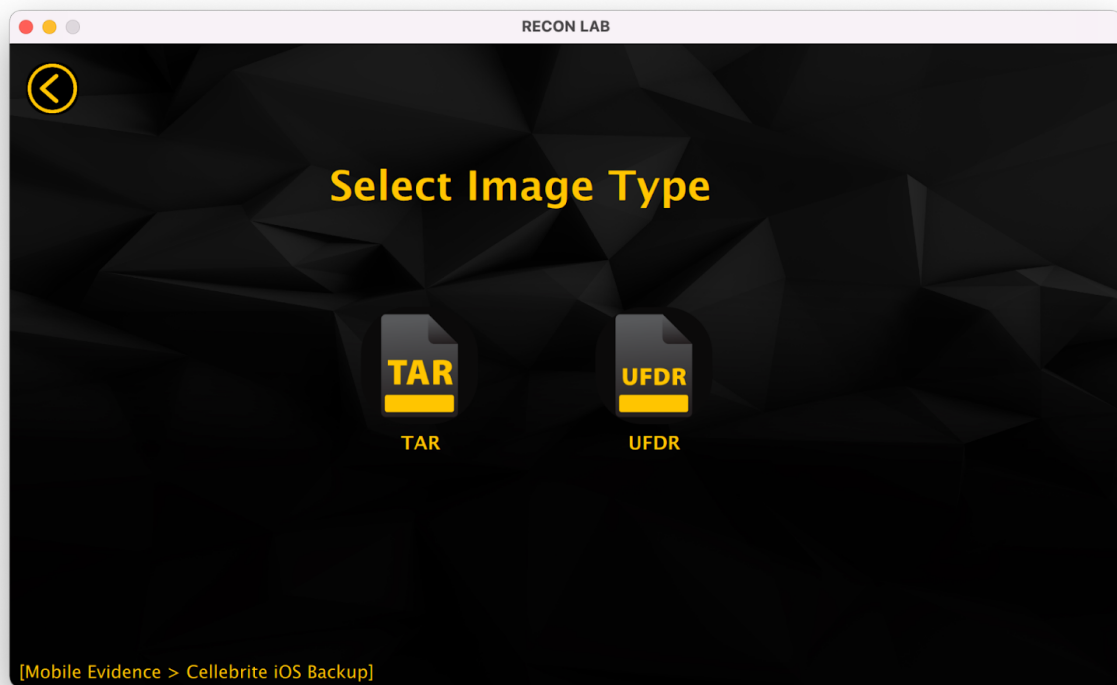 RECON LAB
Select Image Type
TAR
UFDR
TAR
UFDR
[Mobile Evidence > Cellebrite iOS Backup]